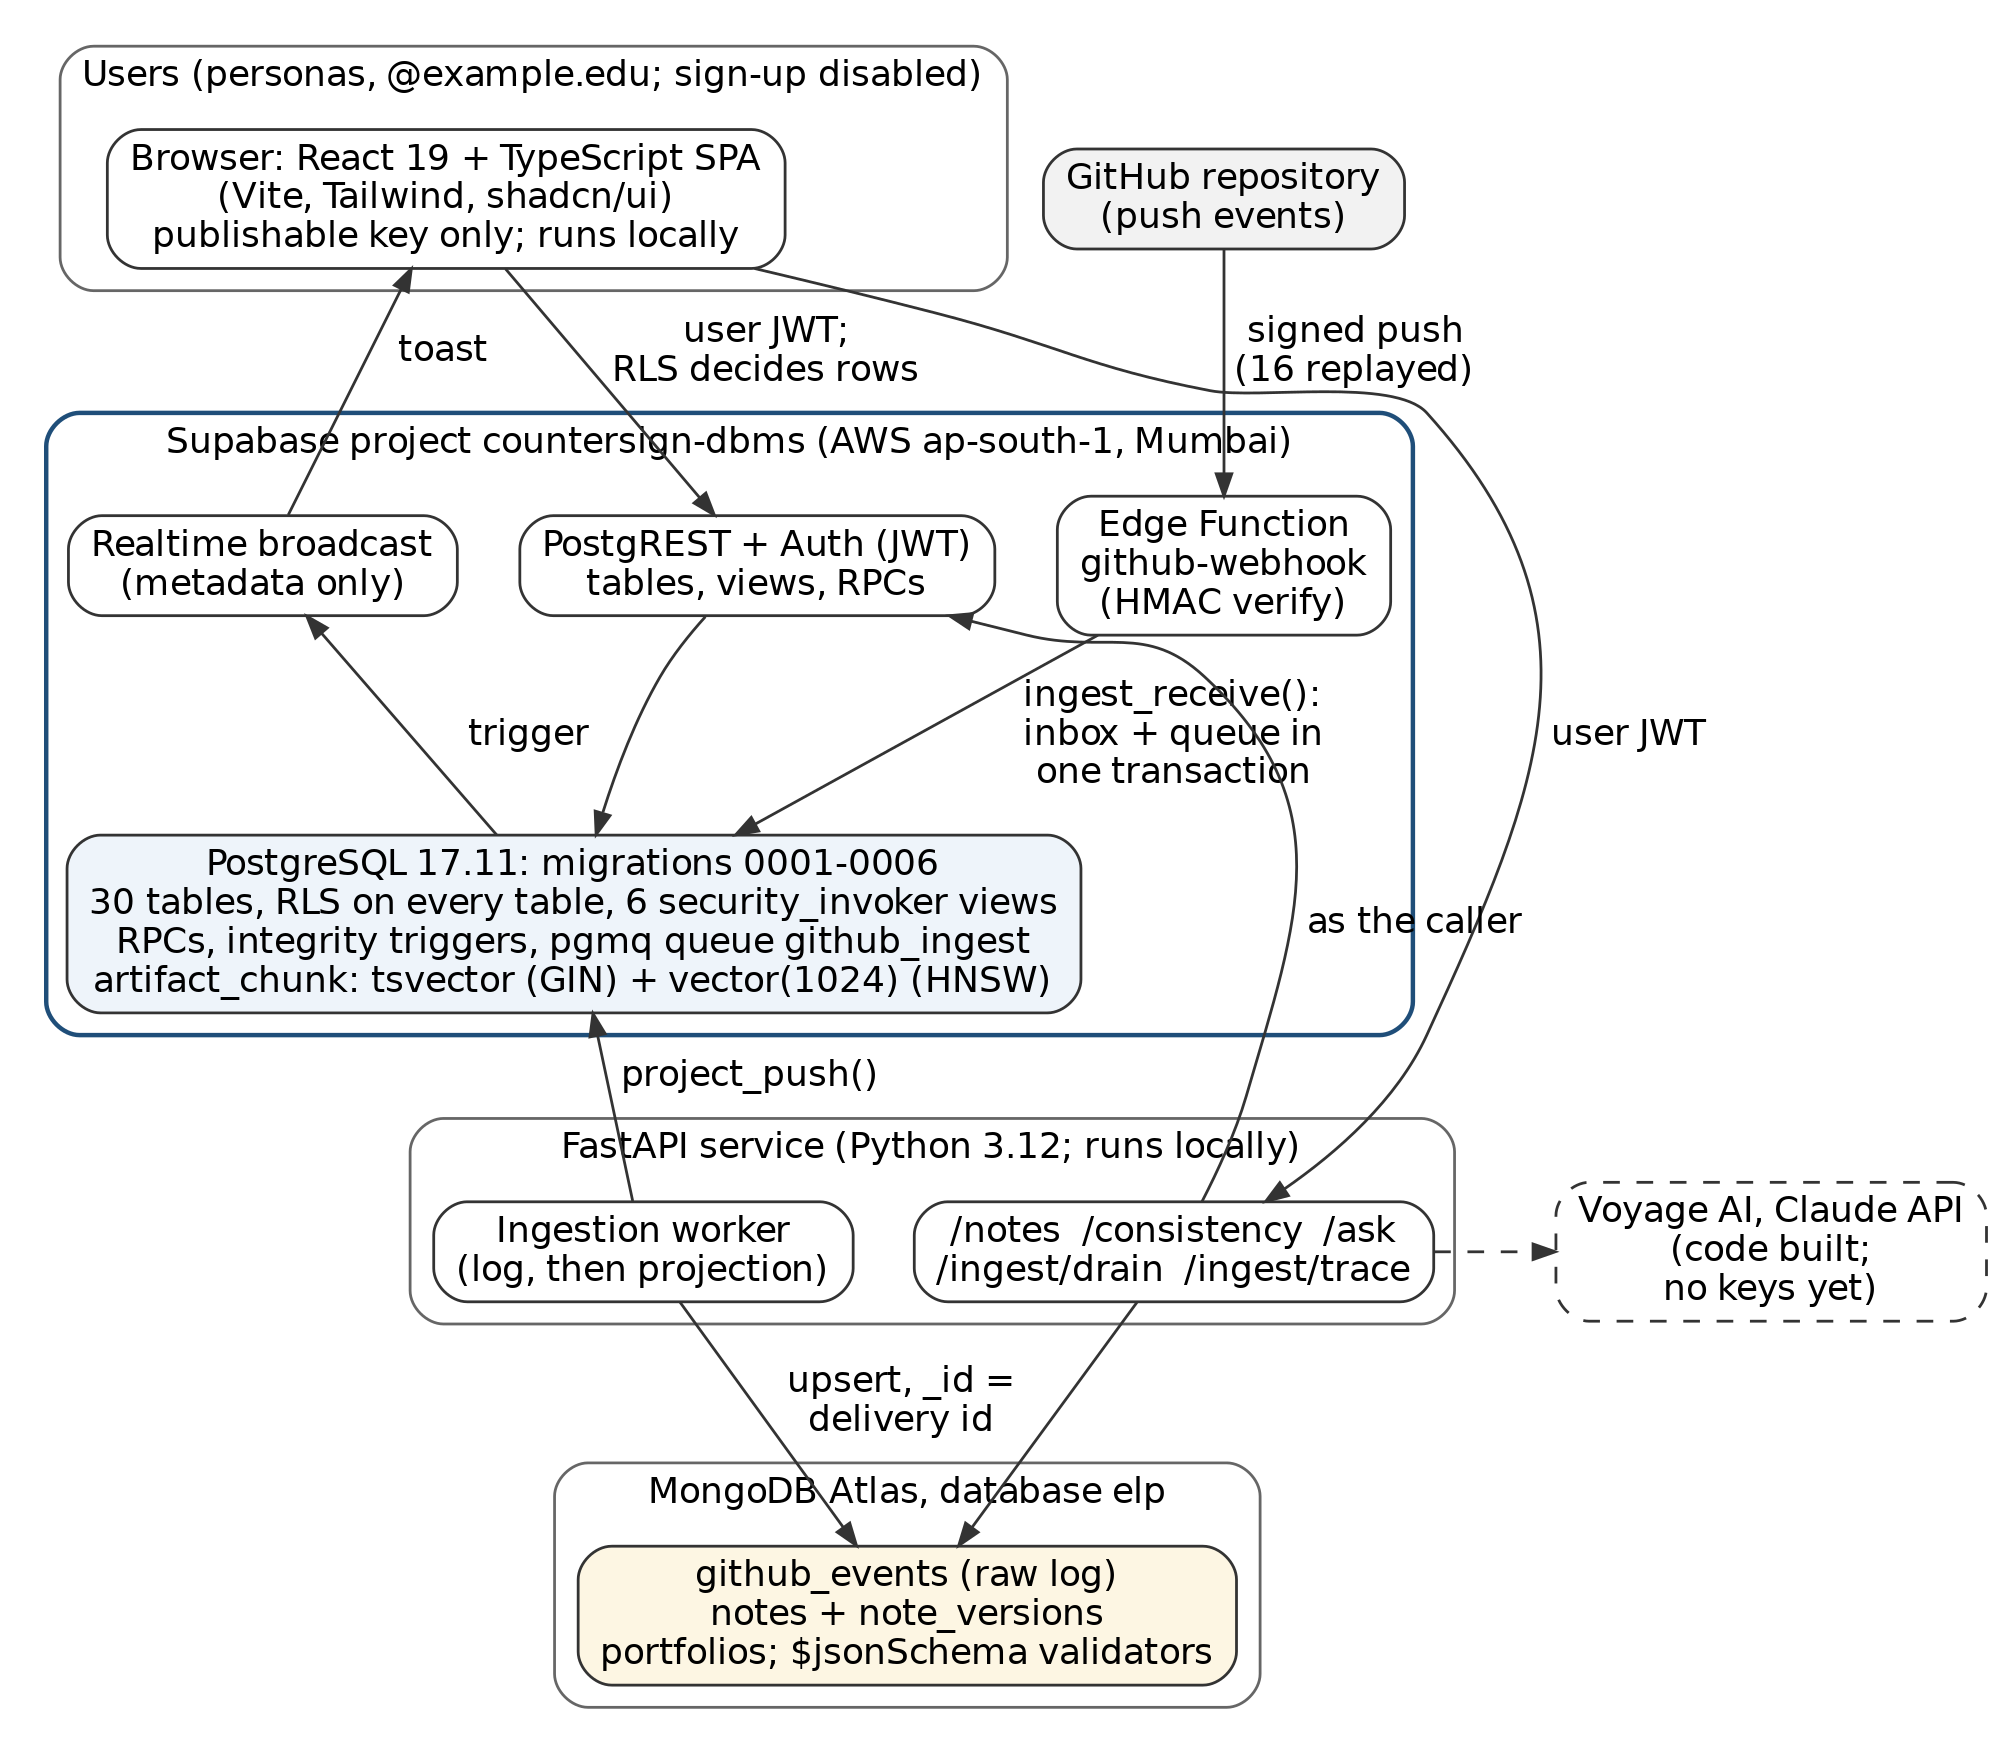 Users (personas, @example.edu; sign-up disabled)
Browser: React 19 + TypeScript SPA
(Vite, Tailwind, shadcn/ui)
publishable key only; runs locally
GitHub repository
(push events)
toast
user JWT;
RLS decides rows
signed push
(16 replayed)
Supabase project countersign-dbms (AWS ap-south-1, Mumbai)
Realtime broadcast
(metadata only)
PostgREST + Auth (JWT)
tables, views, RPCs
Edge Function
github-webhook
(HMAC verify)
trigger
ingest_receive():
inbox + queue in
one transaction
user JWT
PostgreSQL 17.11: migrations 0001-0006
30 tables, RLS on every table, 6 security_invoker views
RPCs, integrity triggers, pgmq queue github_ingest
artifact_chunk: tsvector (GIN) + vector(1024) (HNSW)
as the caller
project_push()
FastAPI service (Python 3.12; runs locally)
Ingestion worker
(log, then projection)
/notes  /consistency  /ask
/ingest/drain  /ingest/trace
Voyage AI, Claude API
(code built;
no keys yet)
upsert, _id =
delivery id
MongoDB Atlas, database elp
github_events (raw log)
notes + note_versions
portfolios; $jsonSchema validators